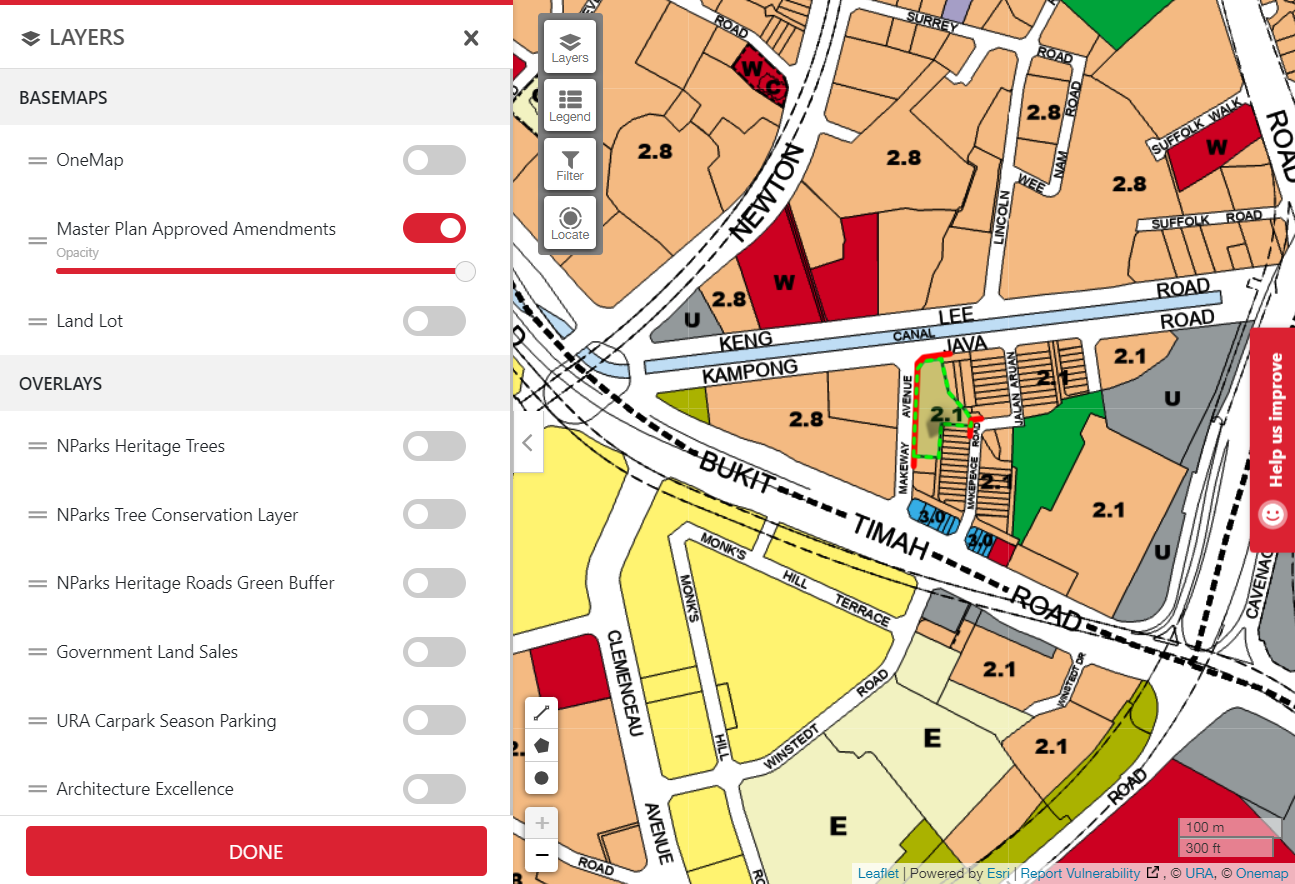 LAYERS
BASEMAPS
OneMap
Master Plan Approved Amendments
Opacity
Land Lot
OVERLAYS
NParks Heritage Trees
NParks Tree Conservation Layer
NParks Heritage Roads Green Buffer
Government Land Sales
URA Carpark Season Parking
Architecture Excellence
DONE
Layers
Legend
Filter
Locate
ROAD
SURREY
ROAD
W
C
2.8
2.8
2.8
2.8
NEWTON
LINCOLN
WEE
NAM
ROAD
SUFFOLK WALK
W
ROAD
SUFFOLK ROAD
W
2.8
U
KENG
LEE
ROAD
CANAL
KAMPONG
JAVA
ROAD
2.8
MAKEWAY
AVENUE
2.1
JALAN ARUAN
2.1
2.1
U
MAKEPEACE
ROAD
2.1
3.0
3.0
2.1
U
CAVENAG
BUKIT
TIMAH
ROAD
MONK'S
HILL
TERRACE
MONK'S
HILL
CLEMENCEAU
AVENUE
WINSTEDT
ROAD
2.1
WINSTEDT DR
2.1
E
E
ROAD
ROAD
Help us improve
100 m
300 ft
Leaflet | Powered by Esri | Report Vulnerability , © URA, © Onemap